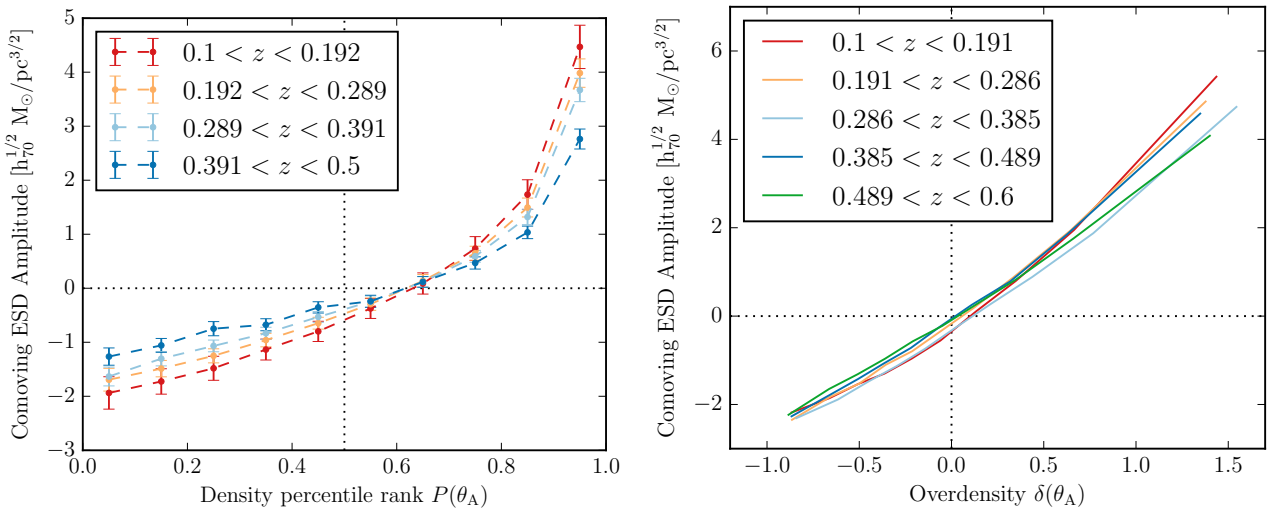 Comoving ESD Amplitude [h₇₀^{1/2} M⊙/pc^{3/2}]
5
4
3
2
1
0
−1
−2
−3
0.1 < z < 0.192
0.192 < z < 0.289
0.289 < z < 0.391
0.391 < z < 0.5
0.0 0.2 0.4 0.6 0.8 1.0
Density percentile rank P(θ_A)
Comoving ESD Amplitude [h₇₀^{1/2} M⊙/pc^{3/2}]
6
4
2
0
−2
0.1 < z < 0.191
0.191 < z < 0.286
0.286 < z < 0.385
0.385 < z < 0.489
0.489 < z < 0.6
−1.0 −0.5 0.0 0.5 1.0 1.5
Overdensity δ(θ_A)